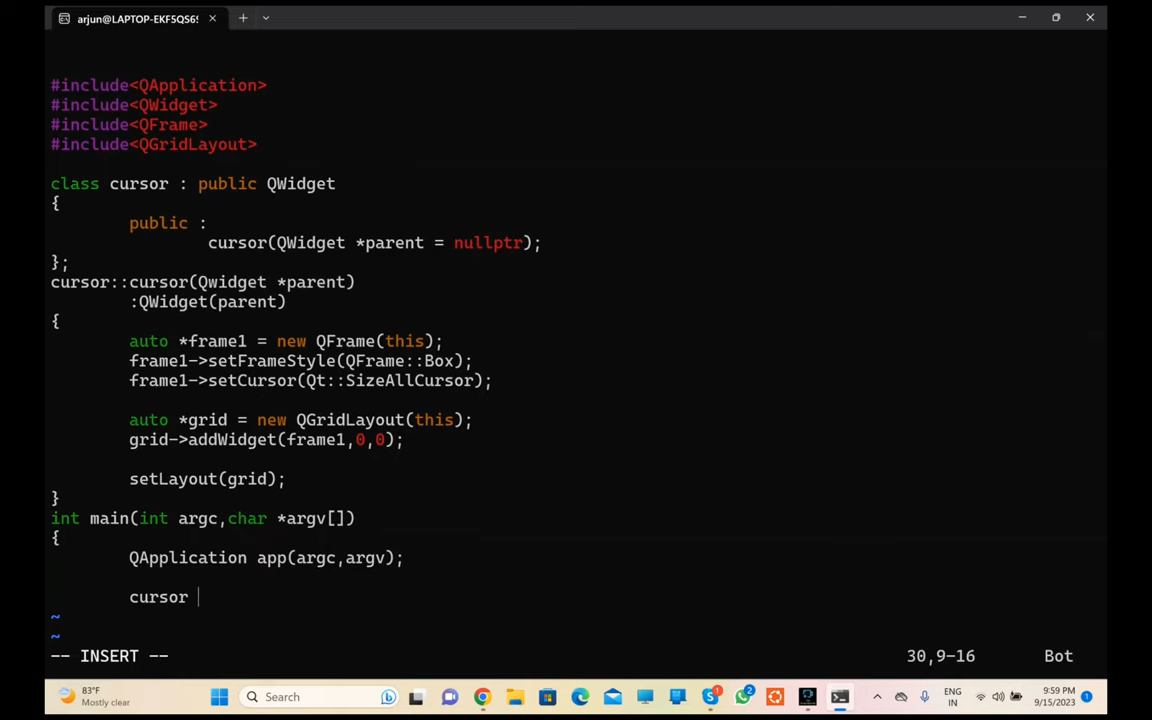 arjun@LAPTOP-EKF5QS6
#include<QApplication>
#include<QWidget>
#include<QFrame>
#include<QGridLayout>
class cursor : public QWidget
{
public :
cursor(QWidget *parent = nullptr);
};
cursor::cursor(Qwidget *parent)
:QWidget(parent)
{
auto *frame1 = new QFrame(this);
frame1->setFrameStyle(QFrame::Box);
frame1->setCursor(Qt::SizeAllCursor);
auto *grid = new QGridLayout(this);
grid->addWidget(frame1,0,0);
setLayout(grid);
}
int main(int argc,char *argv[])
{
QApplication app(argc,argv);
cursor
~
~
-- INSERT -- 30,9-16 Bot
83°F
Mostly clear
Search
1
2
ENG
IN
9:59 PM
9/15/2023
1